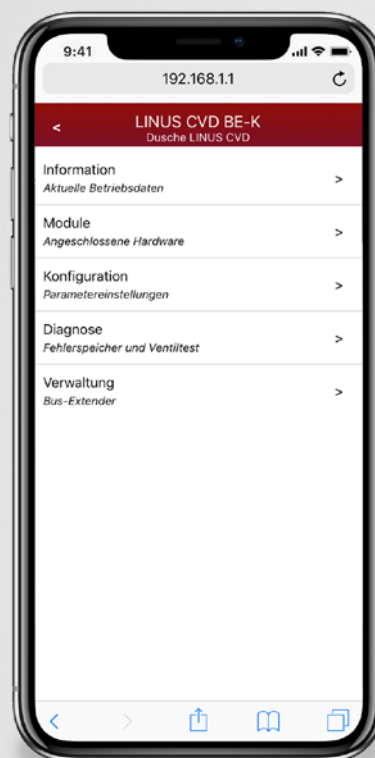 9:41
192.168.1.1
< LINUS CVD BE-K
Dusche LINUS CVD
Information
Aktuelle Betriebsdaten >
Module
Angeschlossene Hardware >
Konfiguration
Parametereinstellungen >
Diagnose
Fehlerspeicher und Ventiltest >
Verwaltung
Bus-Extender >